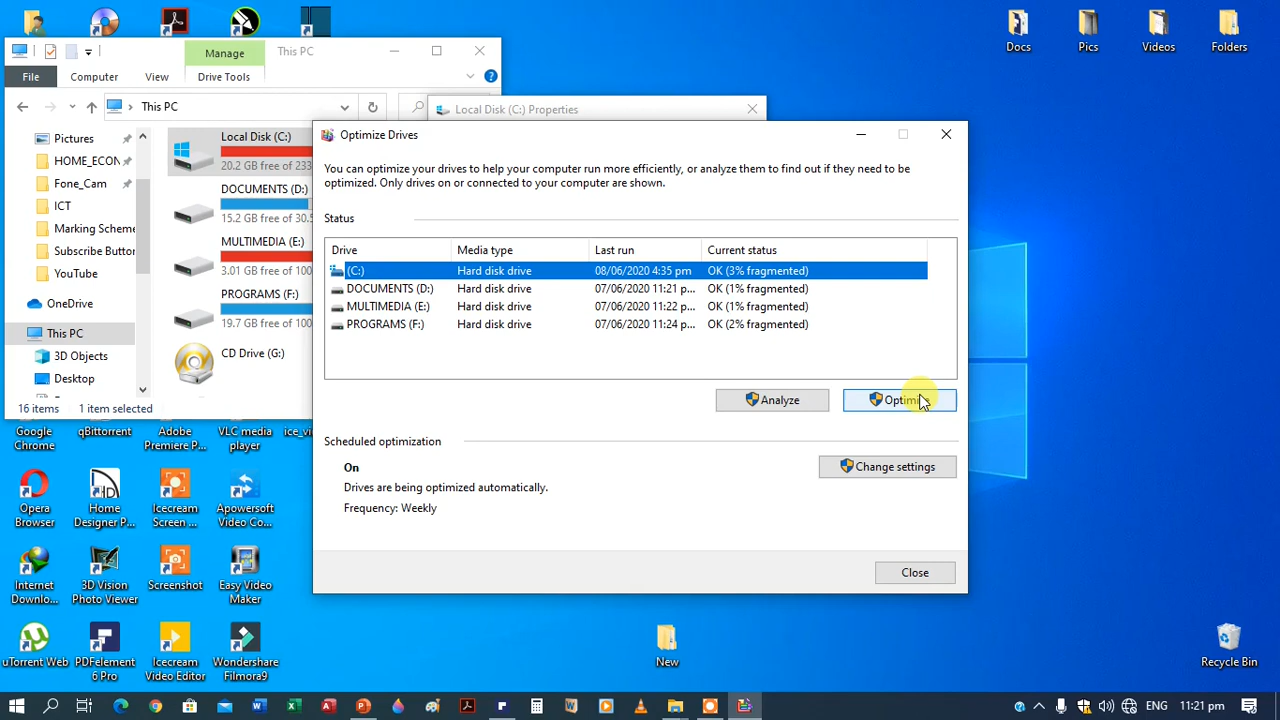 Docs
Pics
Videos
Folders
Manage
This PC
File
Computer
View
Drive Tools
This PC
Local Disk (C:) Properties
Pictures
HOME_ECON
Fone_Cam
ICT
Marking Scheme
Subscribe Button
YouTube
OneDrive
This PC
3D Objects
Desktop
Local Disk (C:)
20.2 GB free of 233
DOCUMENTS (D:)
15.2 GB free of 30.5
MULTIMEDIA (E:)
3.01 GB free of 100
PROGRAMS (F:)
19.7 GB free of 100
CD Drive (G:)
16 items
1 item selected
Optimize Drives
You can optimize your drives to help your computer run more efficiently, or analyze them to find out if they need to be
optimized. Only drives on or connected to your computer are shown.
Status
Drive Media type Last run Current status
(C:) Hard disk drive 08/06/2020 4:35 pm OK (3% fragmented)
DOCUMENTS (D:) Hard disk drive 07/06/2020 11:21 p... OK (1% fragmented)
MULTIMEDIA (E:) Hard disk drive 07/06/2020 11:22 p... OK (1% fragmented)
PROGRAMS (F:) Hard disk drive 07/06/2020 11:24 p... OK (2% fragmented)
Analyze
Scheduled optimization
On
Change settings
Drives are being optimized automatically.
Frequency: Weekly
Close
Google
Chrome
qBittorrent
Adobe
Premiere P...
VLC media
player
Opera
Browser
Home
Designer P...
Icecream
Screen ...
Apowersoft
Video Co...
Internet
Downlo...
3D Vision
Photo Viewer
Screenshot
Easy Video
Maker
uTorrent Web
PDFelement
6 Pro
Icecream
Video Editor
Wondershare
Filmora9
New
Recycle Bin
ENG
11:21 pm